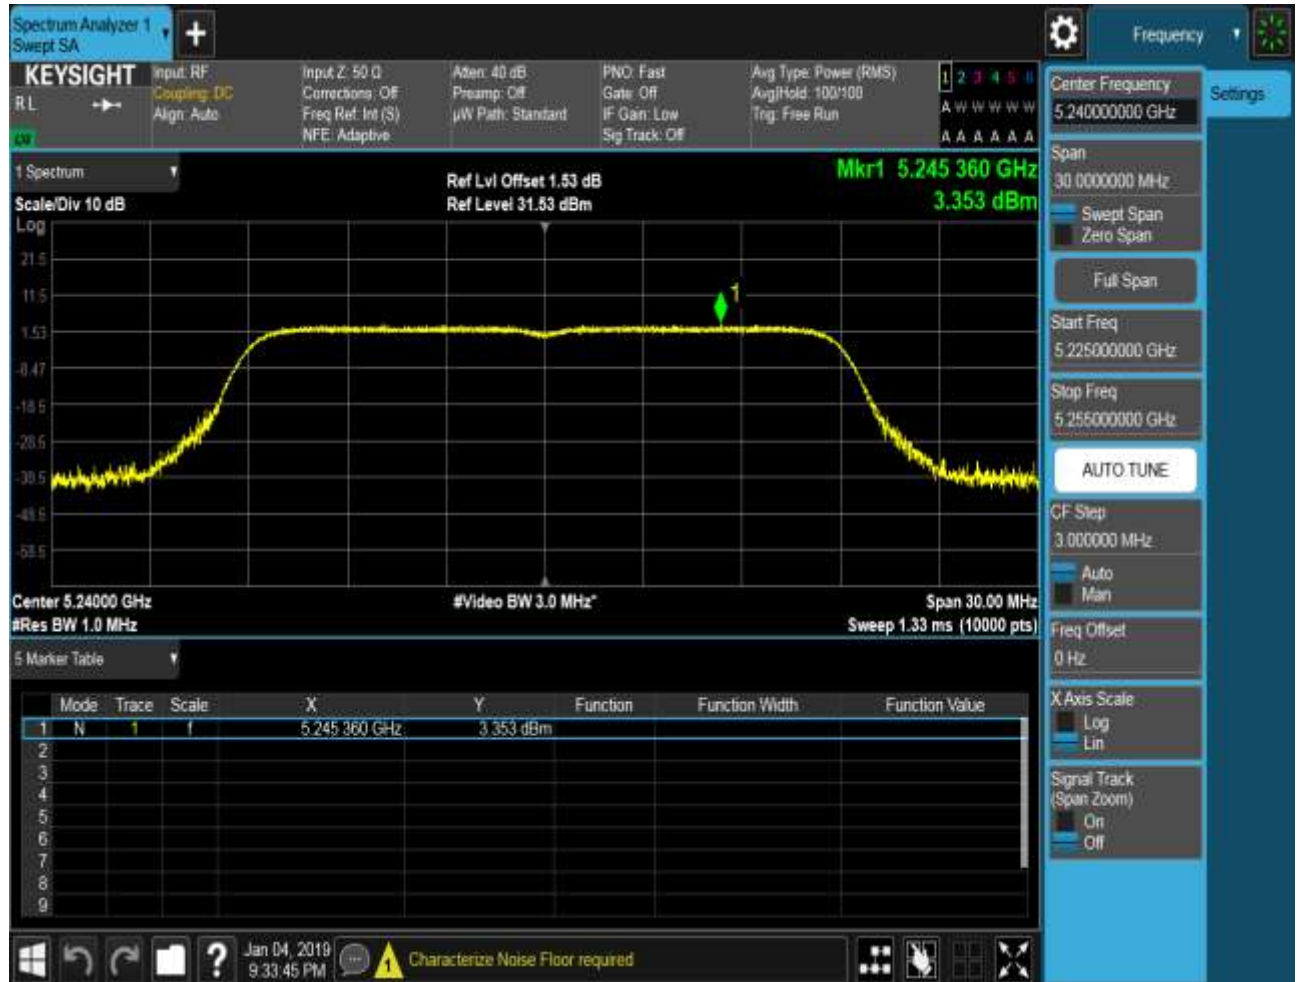 Spectrum Analyzer 1
Swept SA
+
Frequency
KEYSIGHT
RL
Input: RF
Coupling: DC
Align: Auto
Input Z: 50 Ω
Corrections: Off
Freq Ref: Int (S)
NFE: Adaptive
Atten: 40 dB
Preamp: Off
µW Path: Standard
PNO: Fast
Gate: Off
IF Gain: Low
Sig Track: Off
Avg Type: Power (RMS)
Avg|Hold: 100/100
Trig: Free Run
1 2 3 4 5 6
A W W W W W
A A A A A A
1 Spectrum
Scale/Div 10 dB
Log
Ref Lvl Offset 1.53 dB
Ref Level 31.53 dBm
Mkr1 5.245 360 GHz
3.353 dBm
21.5
11.5
1.53
-8.47
-18.5
-28.5
-38.5
-48.5
-58.5
1
Center 5.24000 GHz
#Res BW 1.0 MHz
#Video BW 3.0 MHz*
Span 30.00 MHz
Sweep 1.33 ms (10000 pts)
5 Marker Table
Mode Trace Scale X Y Function Function Width Function Value
1 N 1 f 5.245 360 GHz 3.353 dBm
2
3
4
5
6
7
8
9
?
Jan 04, 2019
9:33:45 PM
Characterize Noise Floor required
Center Frequency
5.240000000 GHz
Settings
Span
30.0000000 MHz
Swept Span
Zero Span
Full Span
Start Freq
5.225000000 GHz
Stop Freq
5.255000000 GHz
AUTO TUNE
CF Step
3.000000 MHz
Auto
Man
Freq Offset
0 Hz
X Axis Scale
Log
Lin
Signal Track
(Span Zoom)
On
Off